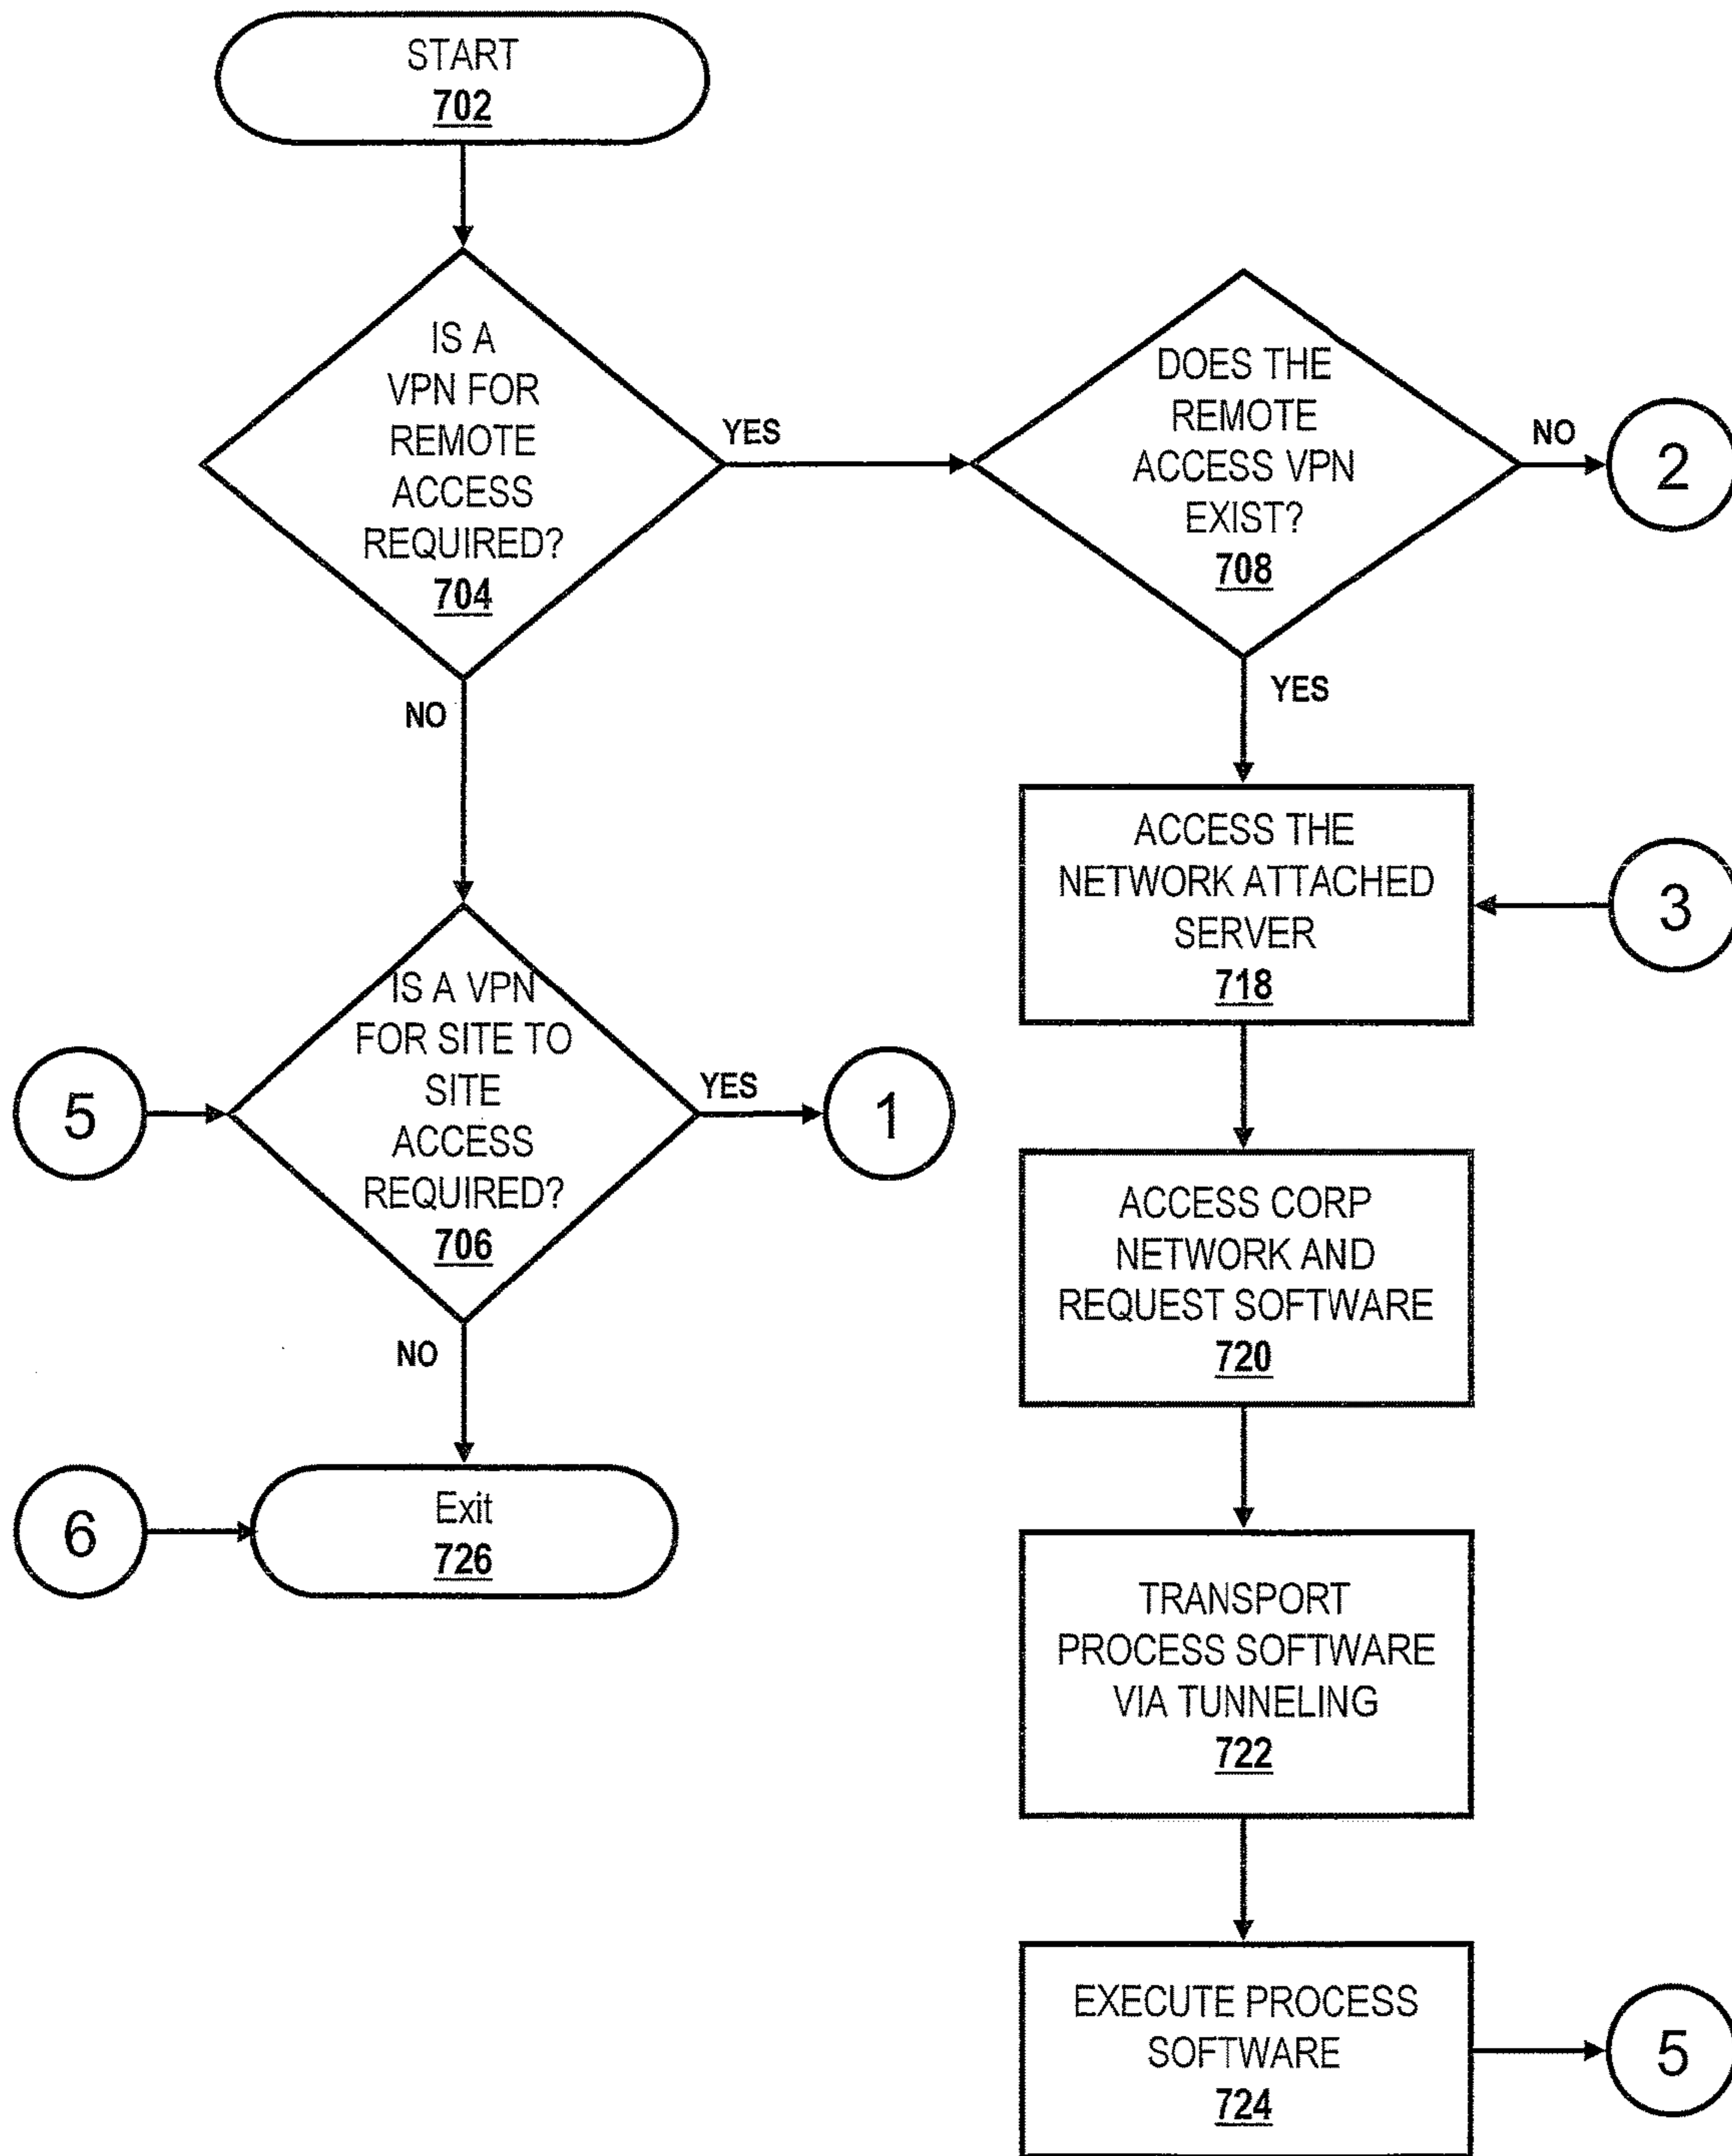 START
702
IS A
VPN FOR
REMOTE
ACCESS
REQUIRED?
704
YES
NO
DOES THE
REMOTE
ACCESS VPN
EXIST?
708
NO
2
YES
ACCESS THE
NETWORK ATTACHED
SERVER
718
3
IS A VPN
FOR SITE TO
SITE
ACCESS
REQUIRED?
706
5
YES
1
NO
ACCESS CORP
NETWORK AND
REQUEST SOFTWARE
720
6
Exit
726
TRANSPORT
PROCESS SOFTWARE
VIA TUNNELING
722
EXECUTE PROCESS
SOFTWARE
724
5